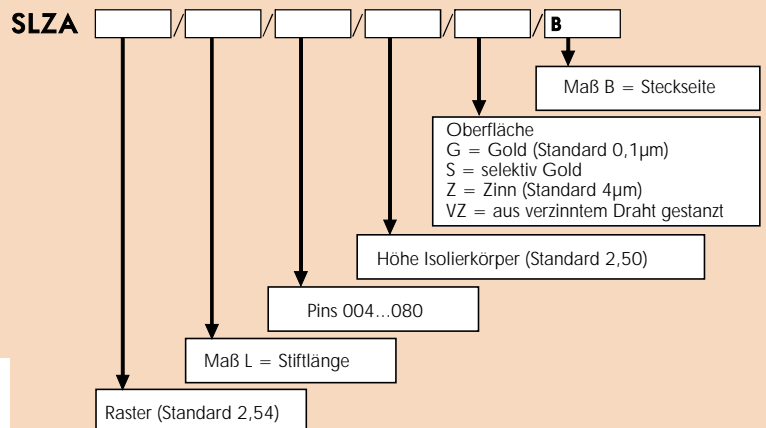 SLZA / / / / / B
Maß B = Steckseite
Oberfläche
G = Gold (Standard 0,1µm)
S = selektiv Gold
Z = Zinn (Standard 4µm)
VZ = aus verzinntem Draht gestanzt
Höhe Isolierkörper (Standard 2,50)
Pins 004...080
Maß L = Stiftlänge
Raster (Standard 2,54)